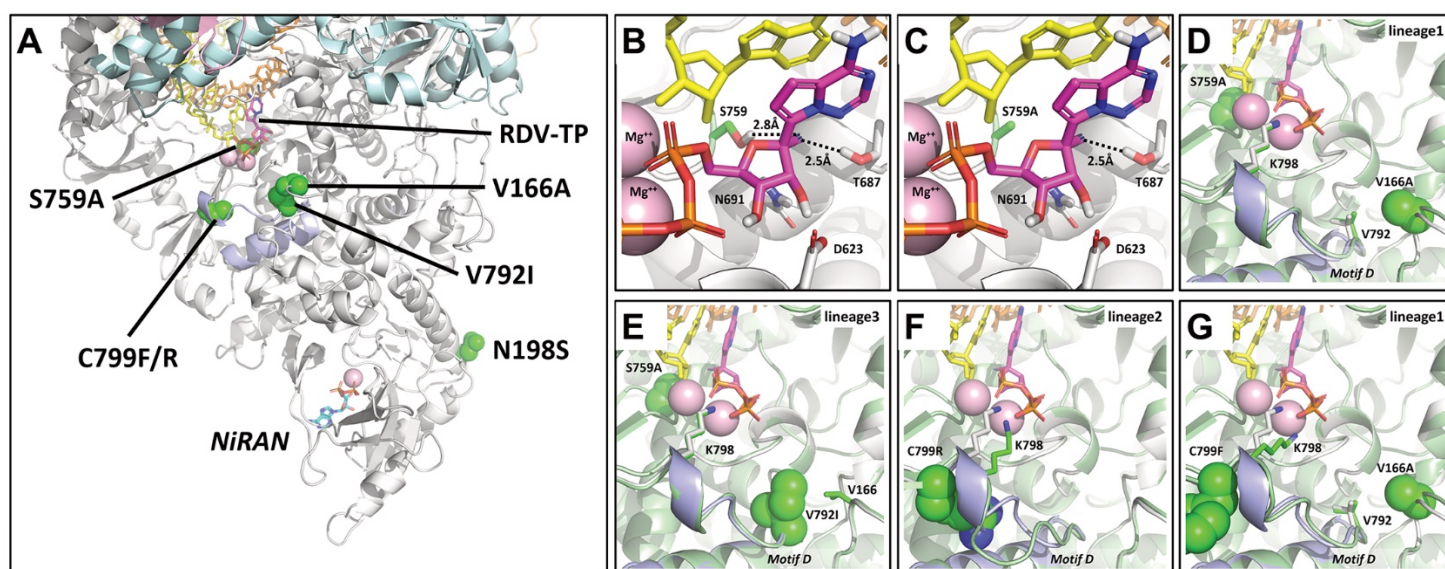 A
RDV-TP
S759A
V166A
V792I
C799F/R
N198S
NiRAN
B
Mg++
S759
2.8Å
2.5Å
Mg++
N691
T687
D623
C
Mg++
S759A
2.5Å
Mg++
N691
T687
D623
D
lineage1
S759A
K798
V166A
V792
Motif D
E
lineage3
S759A
K798
V166
V792I
Motif D
F
lineage2
C799R
K798
Motif D
G
lineage1
C799F
K798
V166A
V792
Motif D